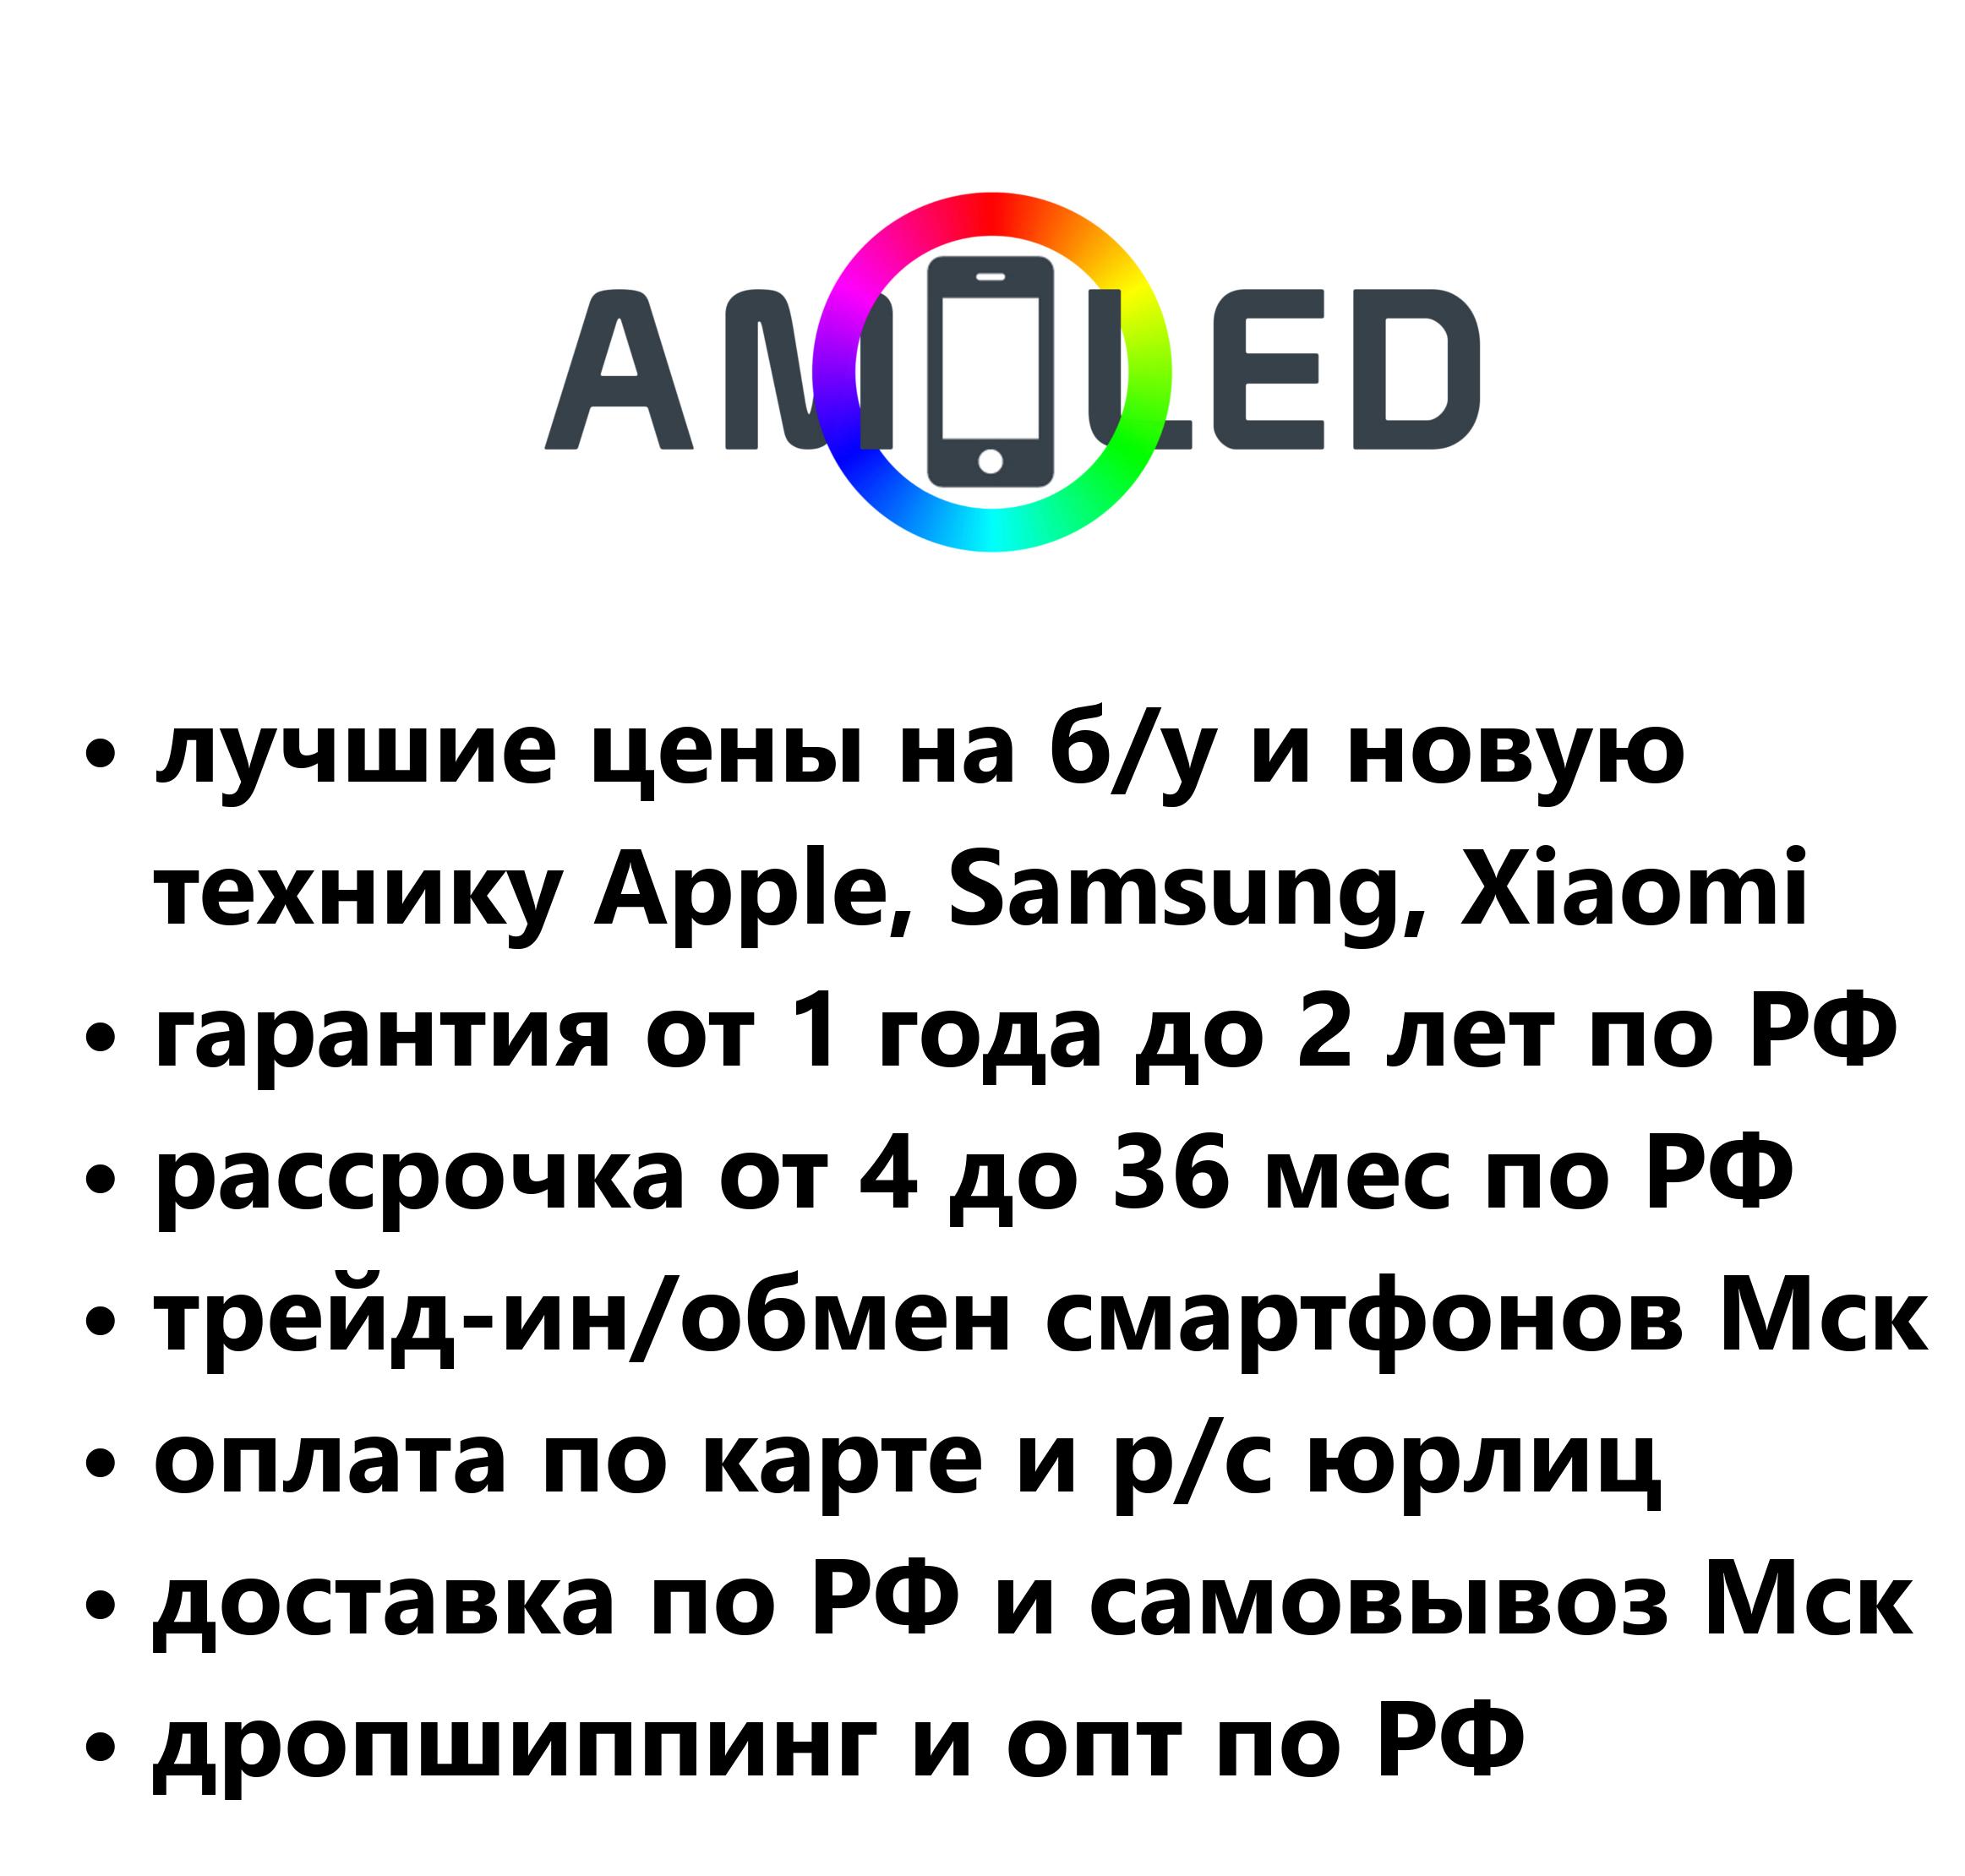 AMOLED
• лучшие цены на б/у и новую
технику Apple, Samsung, Xiaomi
• гарантия от 1 года до 2 лет по РФ
• рассрочка от 4 до 36 мес по РФ
• трейд-ин/обмен смартфонов Мск
• оплата по карте и р/с юрлиц
• доставка по РФ и самовывоз Мск
• дропшиппинг и опт по РФ